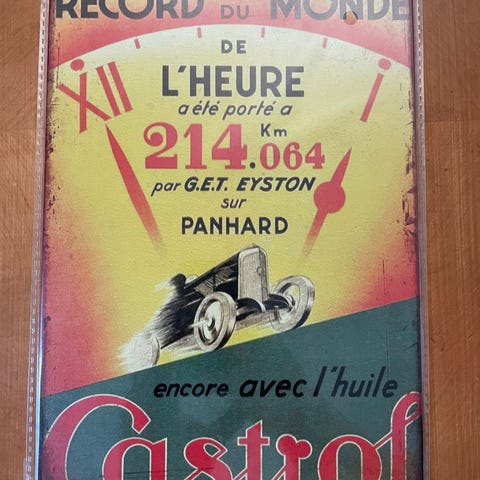 RECORD DU MONDE
DE
L'HEURE
a été porté a
214.064 Km
par G.E.T. EYSTON
sur
PANHARD
XII
I
encore avec l'huile
Castrol